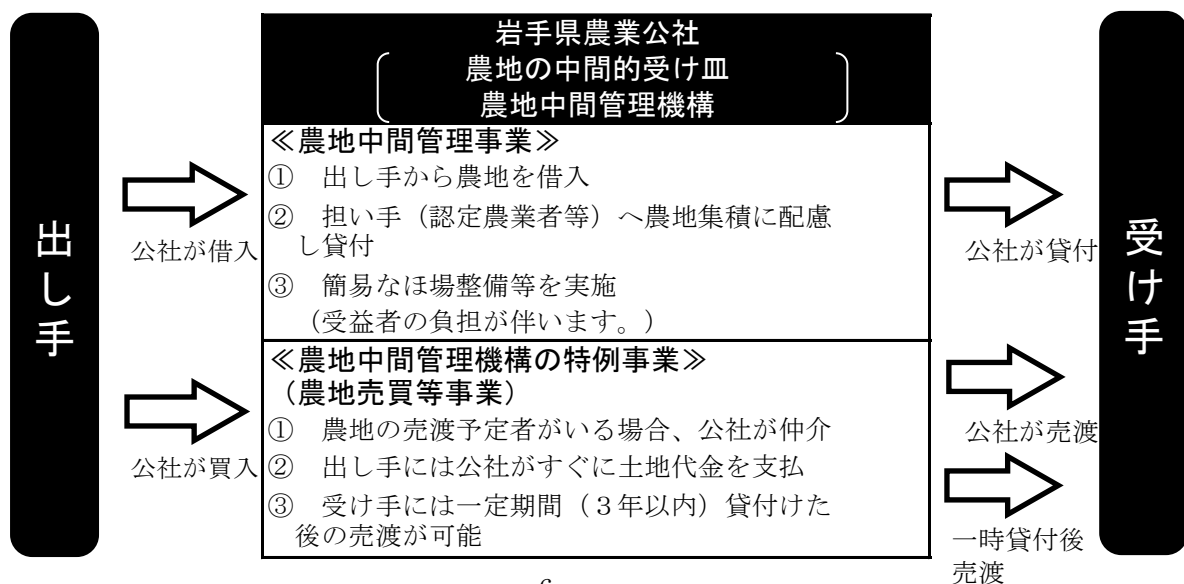 出し手
公社が借入
公社が買入
岩手県農業公社
農地の中間的受け皿
農地中間管理機構
≪農地中間管理事業≫
① 出し手から農地を借入
② 担い手（認定農業者等）へ農地集積に配慮
し貸付
③ 簡易なほ場整備等を実施
（受益者の負担が伴います。）
≪農地中間管理機構の特例事業≫
（農地売買等事業）
① 農地の売渡予定者がいる場合、公社が仲介
② 出し手には公社がすぐに土地代金を支払
③ 受け手には一定期間（３年以内）貸付けた
後の売渡が可能
公社が貸付
公社が売渡
一時貸付後
売渡
受け手